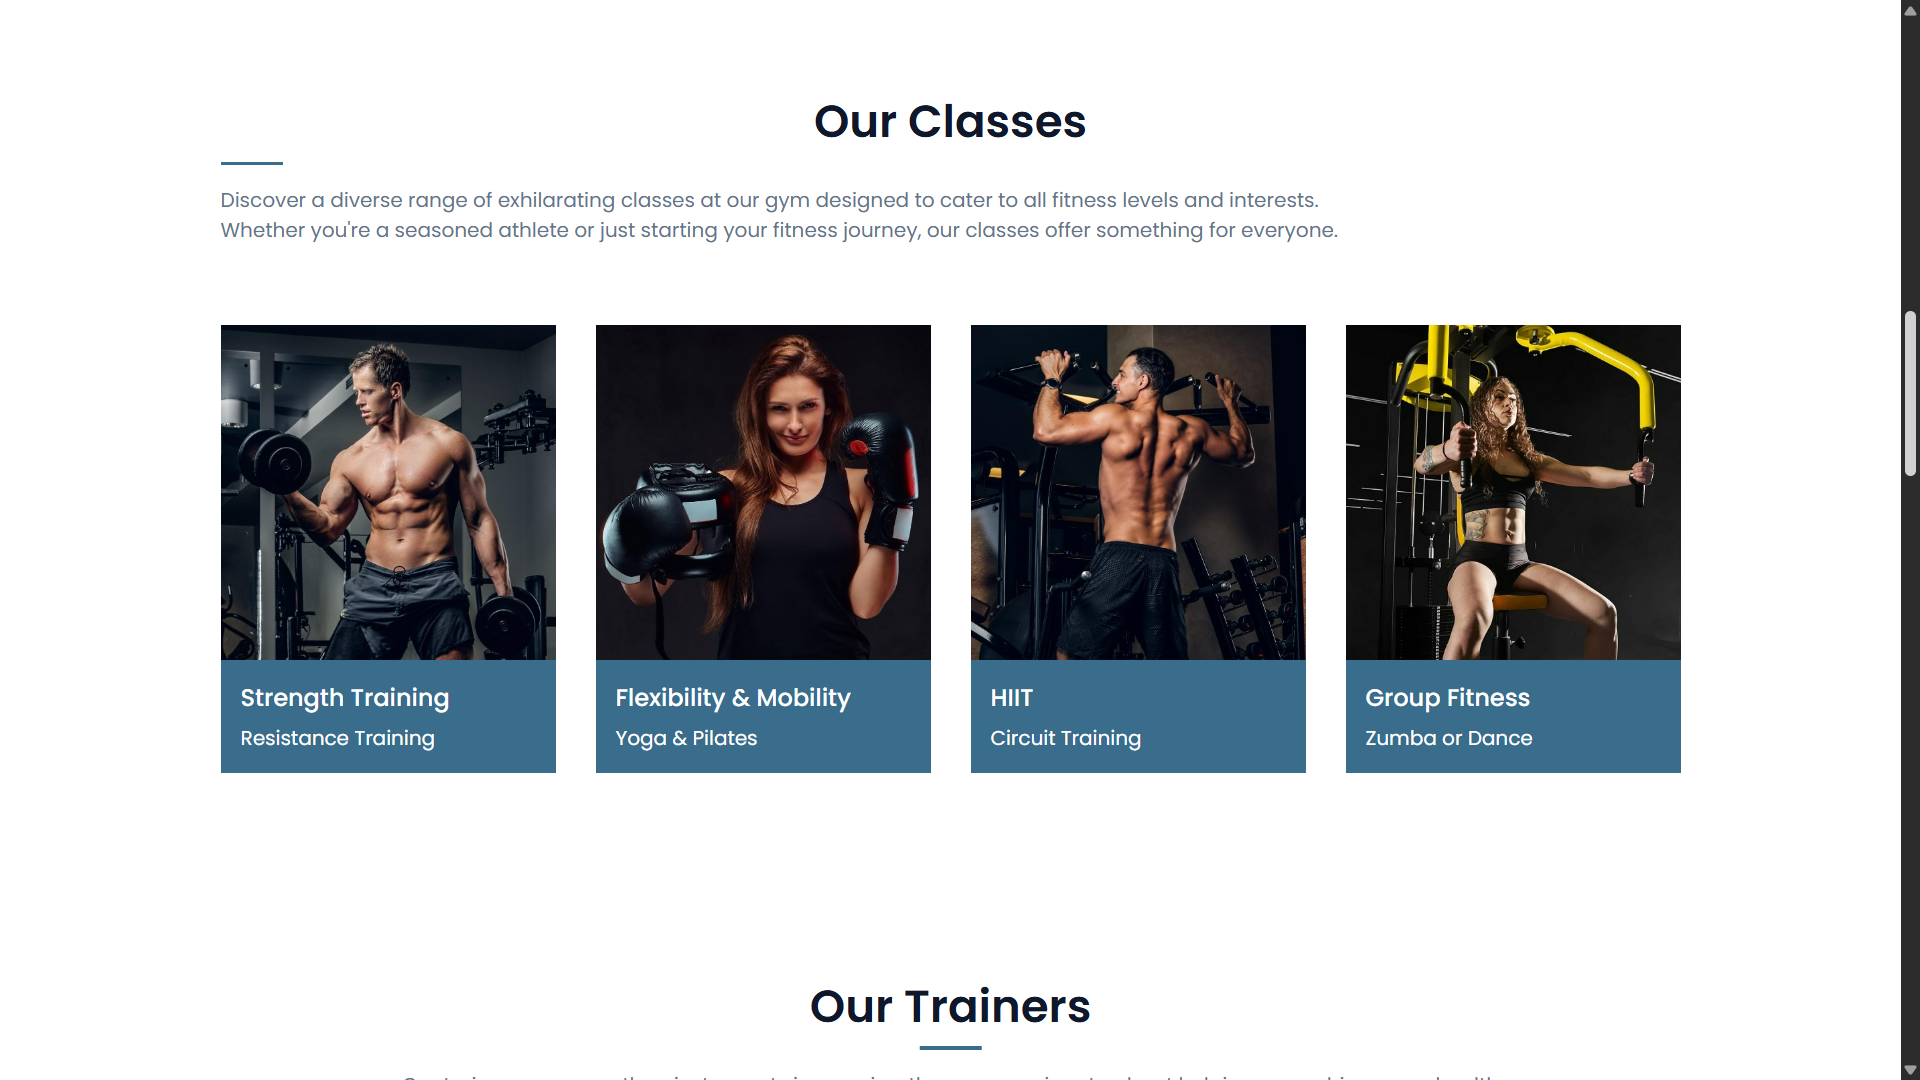 Our Classes
Discover a diverse range of exhilarating classes at our gym designed to cater to all fitness levels and interests.
Whether you're a seasoned athlete or just starting your fitness journey, our classes offer something for everyone.
Strength Training
Resistance Training
Flexibility & Mobility
Yoga & Pilates
HIIT
Circuit Training
Group Fitness
Zumba or Dance
Our Trainers